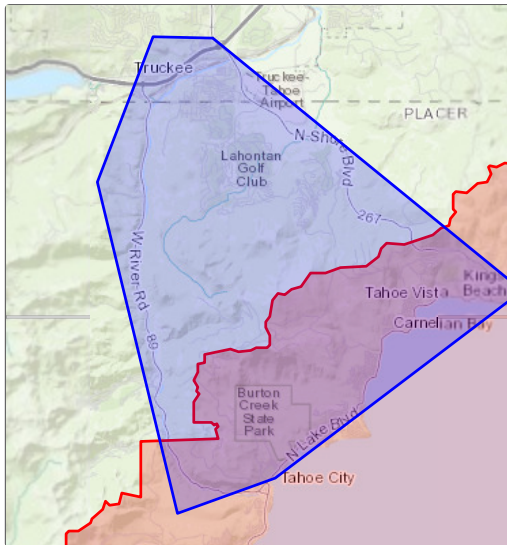 Truckee
Truckee-
Tahoe
Airport
PLACER
N-Shore Blvd
Lahontan
Golf
Club
267
W River Rd
Kings
Beach
Tahoe Vista
Carnelian Bay
89
Burton
Creek
State
Park
N Lake Blvd
Tahoe City